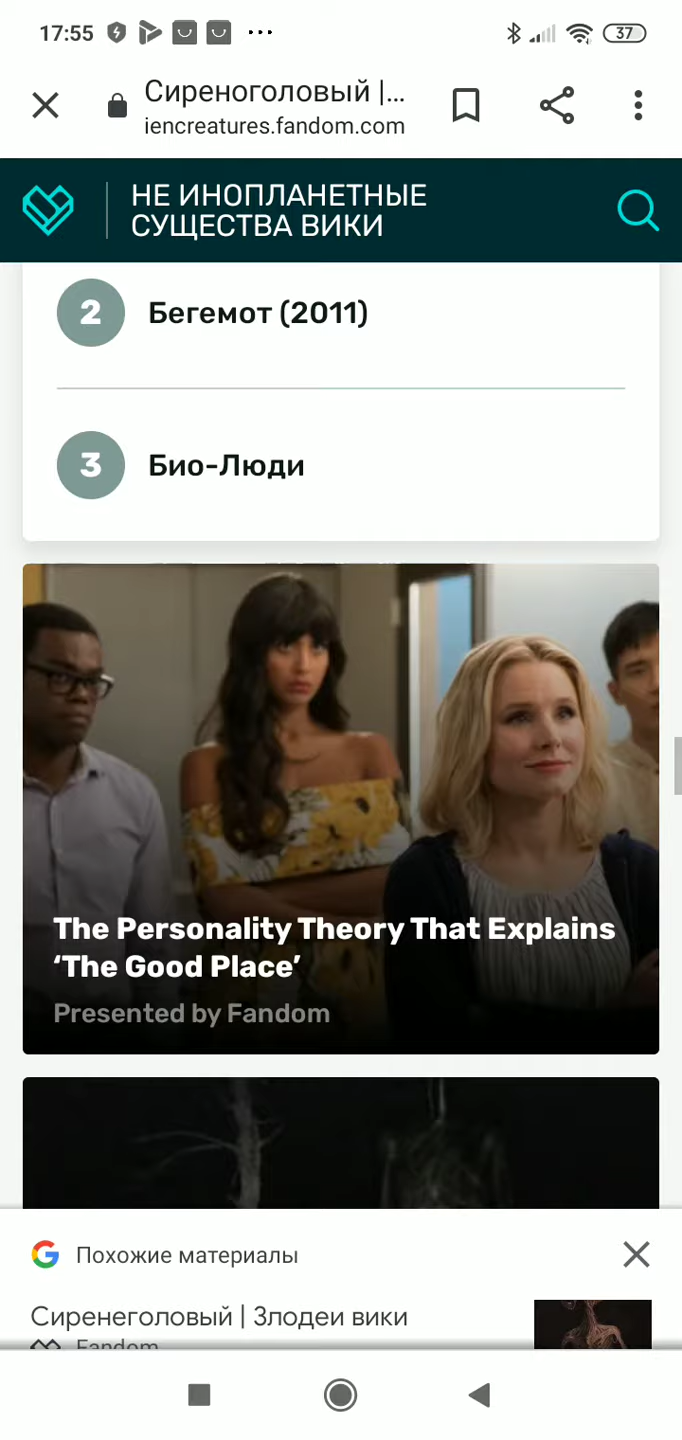 17:55
37
Сиреноголовый |...
iencreatures.fandom.com
НЕ ИНОПЛАНЕТНЫЕ
СУЩЕСТВА ВИКИ
2 Бегемот (2011)
3 Био-Люди
The Personality Theory That Explains
‘The Good Place’
Presented by Fandom
Похожие материалы
Сиренеголовый | Злодеи вики
Fandom